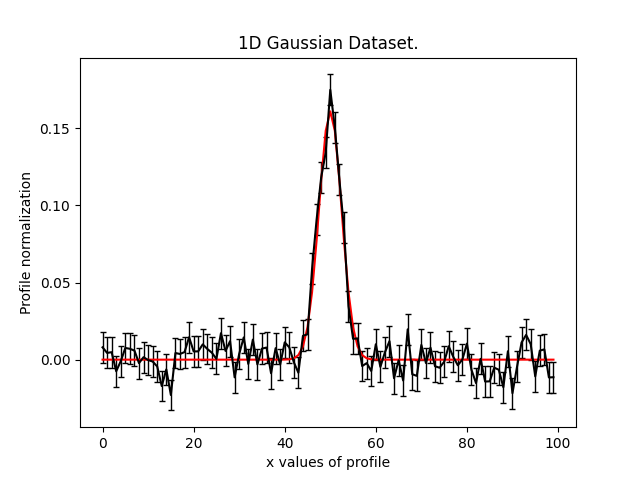 1D Gaussian Dataset.
Profile normalization
0.15
0.10
0.05
0.00
0 20 40 60 80 100
x values of profile